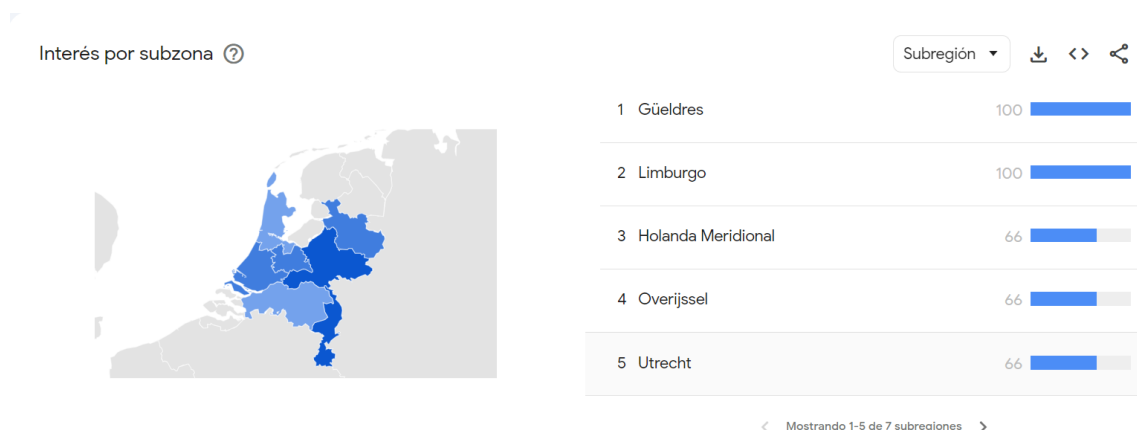 Interés por subzona
Subregión
1 Güeldres 100
2 Limburgo 100
3 Holanda Meridional 66
4 Overijssel 66
5 Utrecht 66
Mostrando 1-5 de 7 subregiones